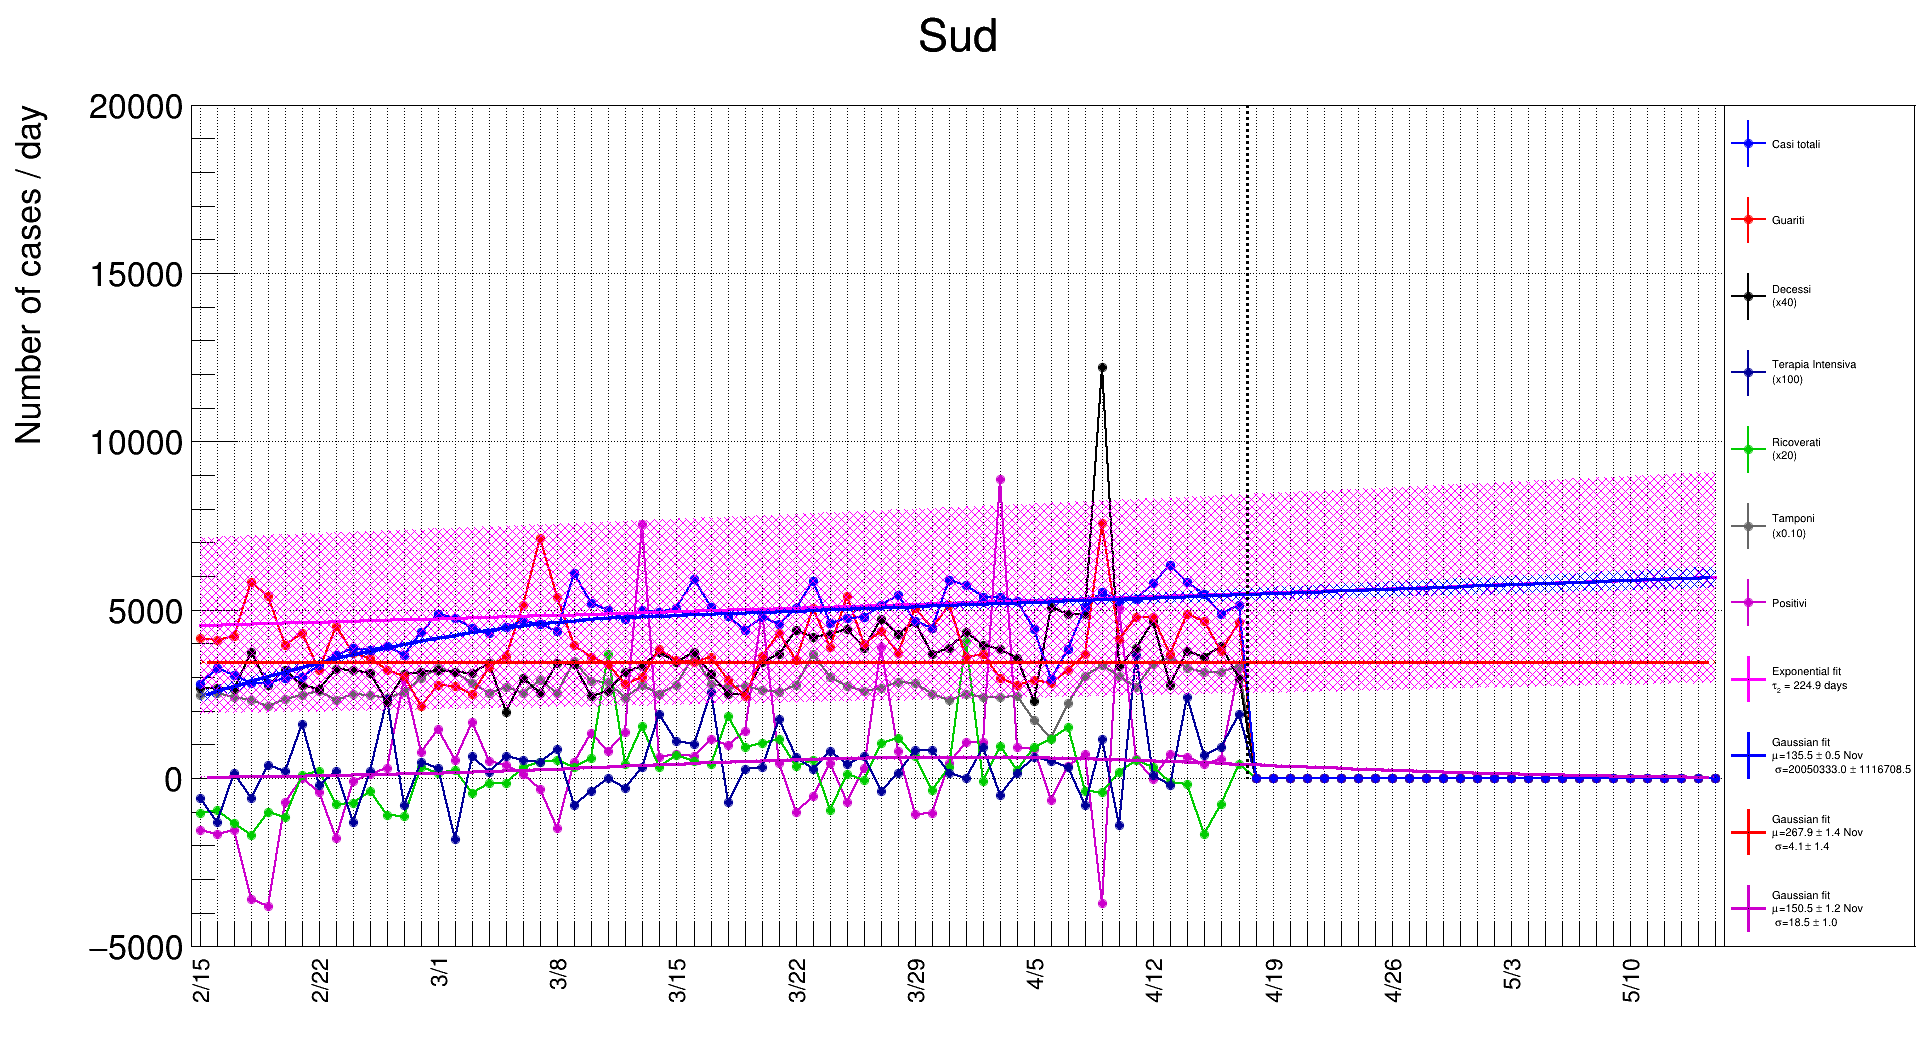 Sud
Number of cases / day
20000
15000
10000
5000
0
−5000
2/15
2/22
3/1
3/8
3/15
3/22
3/29
4/5
4/12
4/19
4/26
5/3
5/10
Casi totali
Guariti
Decessi
(x40)
Terapia Intensiva
(x100)
Ricoverati
(x20)
Tamponi
(x0.10)
Positivi
Exponential fit
τ₂ = 224.9 days
Gaussian fit
μ=135.5 ± 0.5 Nov
σ=20050333.0 ± 1116708.5
Gaussian fit
μ=267.9 ± 1.4 Nov
σ=4.1 ± 1.4
Gaussian fit
μ=150.5 ± 1.2 Nov
σ=18.5 ± 1.0